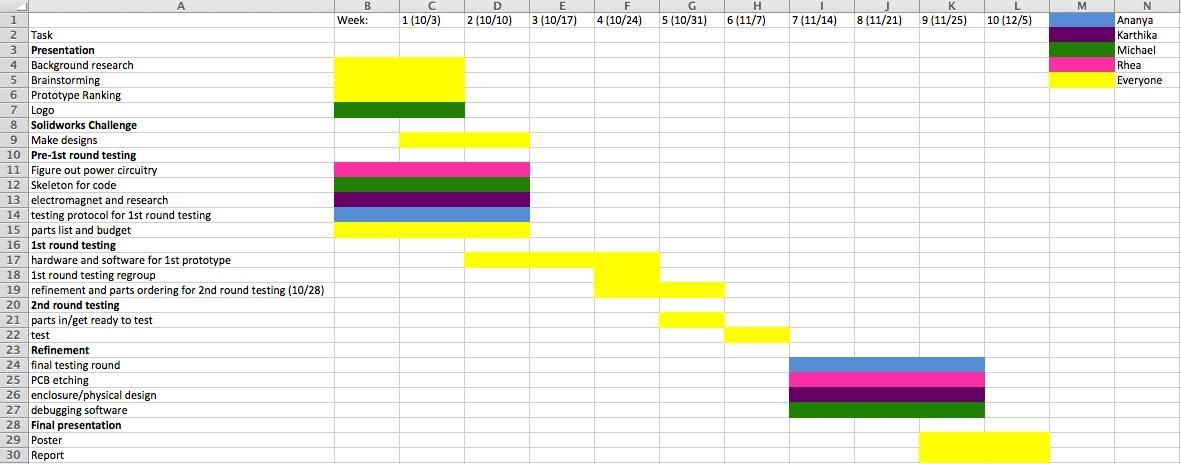 A B C D E F G H I J K L M N
1 Week: 1 (10/3) 2 (10/10) 3 (10/17) 4 (10/24) 5 (10/31) 6 (11/7) 7 (11/14) 8 (11/21) 9 (11/25) 10 (12/5) Ananya
2 Task Karthika
3 Presentation Michael
4 Background research Rhea
5 Brainstorming Everyone
6 Prototype Ranking
7 Logo
8 Solidworks Challenge
9 Make designs
10 Pre-1st round testing
11 Figure out power circuitry
12 Skeleton for code
13 electromagnet and research
14 testing protocol for 1st round testing
15 parts list and budget
16 1st round testing
17 hardware and software for 1st prototype
18 1st round testing regroup
19 refinement and parts ordering for 2nd round testing (10/28)
20 2nd round testing
21 parts in/get ready to test
22 test
23 Refinement
24 final testing round
25 PCB etching
26 enclosure/physical design
27 debugging software
28 Final presentation
29 Poster
30 Report